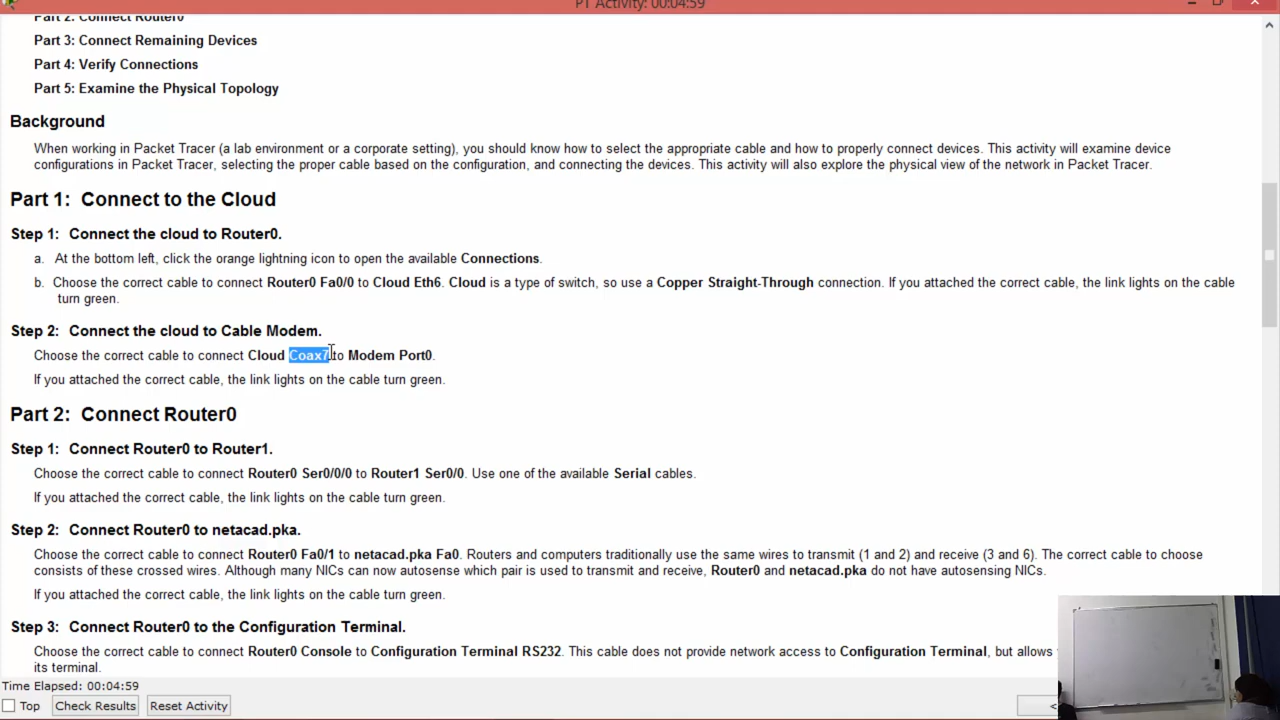 PT Activity: 00:04:59
Part 2: Connect Router0
Part 3: Connect Remaining Devices
Part 4: Verify Connections
Part 5: Examine the Physical Topology
Background
When working in Packet Tracer (a lab environment or a corporate setting), you should know how to select the appropriate cable and how to properly connect devices. This activity will examine device
configurations in Packet Tracer, selecting the proper cable based on the configuration, and connecting the devices. This activity will also explore the physical view of the network in Packet Tracer.
Part 1: Connect to the Cloud
Step 1: Connect the cloud to Router0.
a. At the bottom left, click the orange lightning icon to open the available Connections.
b. Choose the correct cable to connect Router0 Fa0/0 to Cloud Eth6. Cloud is a type of switch, so use a Copper Straight-Through connection. If you attached the correct cable, the link lights on the cable
turn green.
Step 2: Connect the cloud to Cable Modem.
Choose the correct cable to connect Cloud Coax7 to Modem Port0.
If you attached the correct cable, the link lights on the cable turn green.
Part 2: Connect Router0
Step 1: Connect Router0 to Router1.
Choose the correct cable to connect Router0 Ser0/0/0 to Router1 Ser0/0. Use one of the available Serial cables.
If you attached the correct cable, the link lights on the cable turn green.
Step 2: Connect Router0 to netacad.pka.
Choose the correct cable to connect Router0 Fa0/1 to netacad.pka Fa0. Routers and computers traditionally use the same wires to transmit (1 and 2) and receive (3 and 6). The correct cable to choose
consists of these crossed wires. Although many NICs can now autosense which pair is used to transmit and receive, Router0 and netacad.pka do not have autosensing NICs.
If you attached the correct cable, the link lights on the cable turn green.
Step 3: Connect Router0 to the Configuration Terminal.
Choose the correct cable to connect Router0 Console to Configuration Terminal RS232. This cable does not provide network access to Configuration Terminal, but allows
its terminal.
Time Elapsed: 00:04:59
Top Check Results Reset Activity <